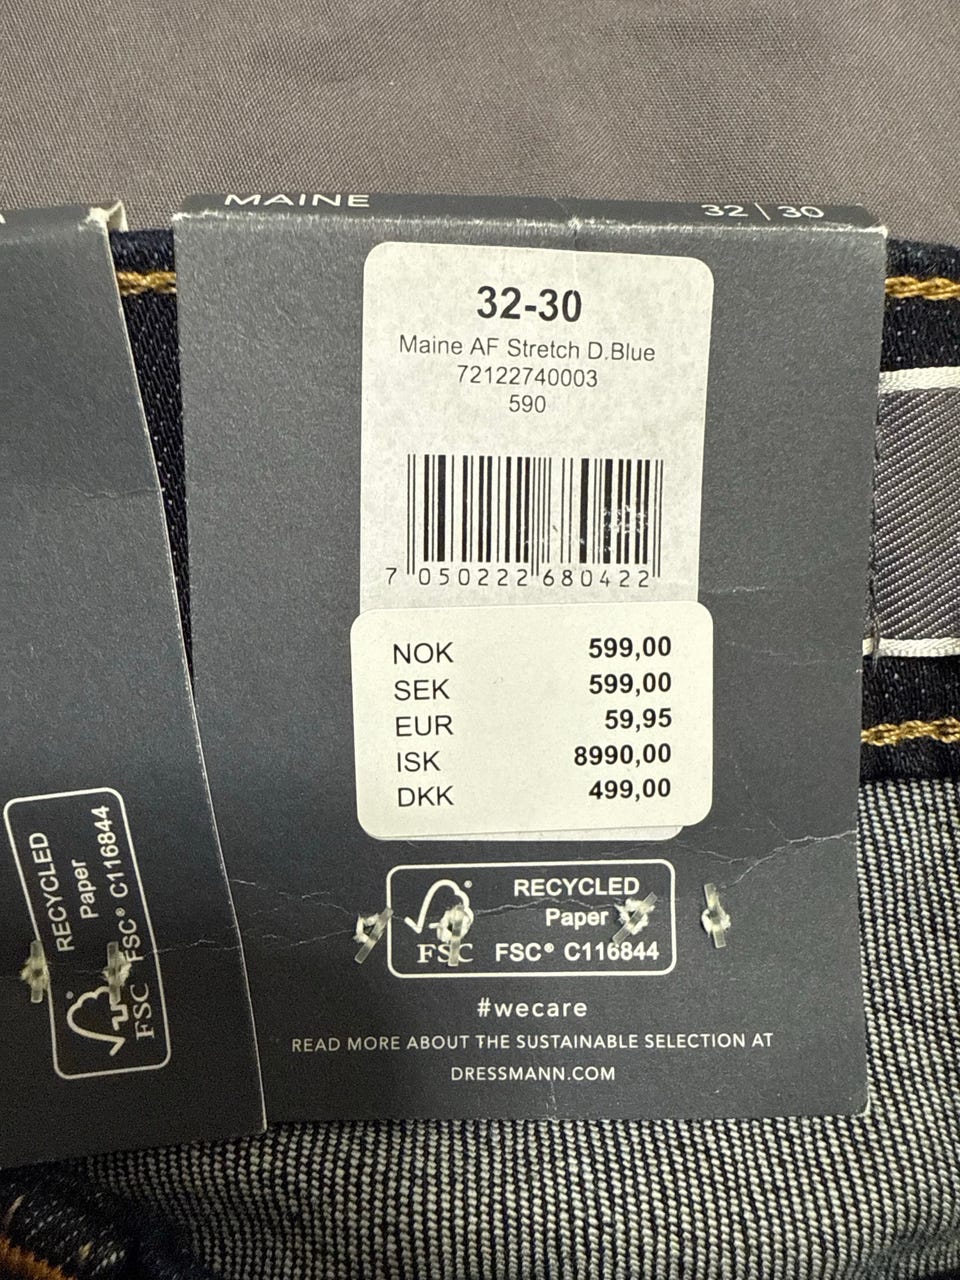 MAINE
32 | 30
32-30
Maine AF Stretch D.Blue
72122740003
590
7 050222 680422
NOK 599,00
SEK 599,00
EUR 59,95
ISK 8990,00
DKK 499,00
RECYCLED
Paper
FSC FSC® C116844
#wecare
READ MORE ABOUT THE SUSTAINABLE SELECTION AT
DRESSMANN.COM
RECYCLED
Paper
FSC FSC® C116844